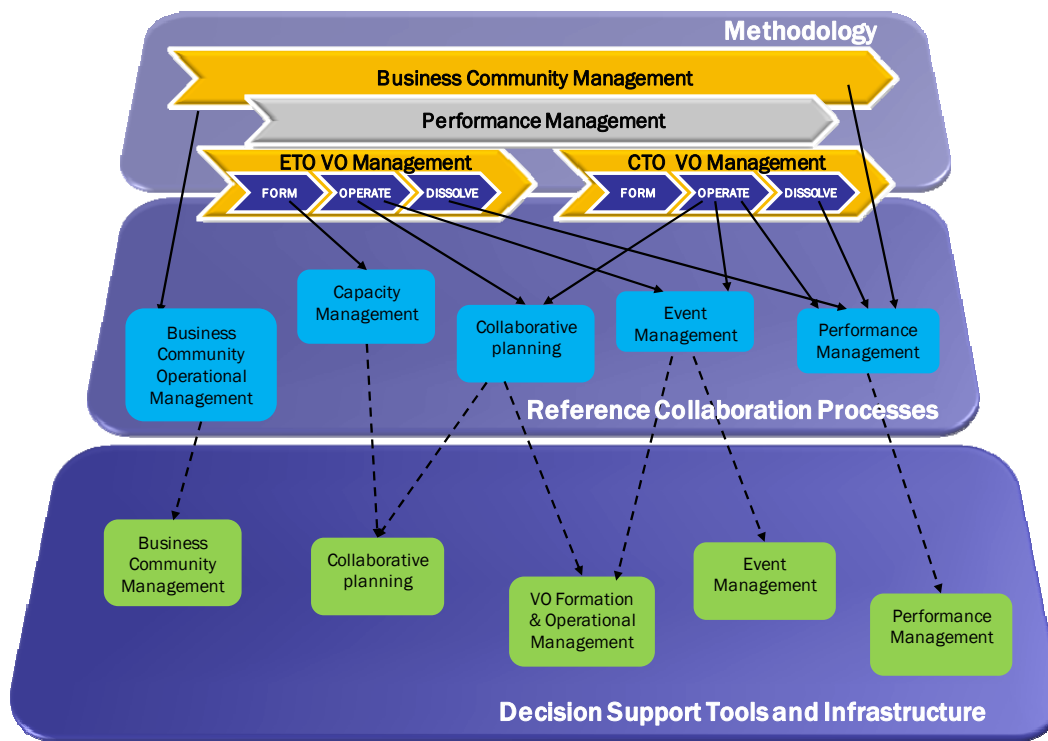 Methodology
Business Community Management
Performance Management
ETO VO Management
CTO VO Management
FORM
OPERATE
DISSOLVE
FORM
OPERATE
DISSOLVE
Capacity
Management
Business
Community
Operational
Management
Collaborative
planning
Event
Management
Performance
Management
Reference Collaboration Processes
Business
Community
Management
Collaborative
planning
VO Formation
& Operational
Management
Event
Management
Performance
Management
Decision Support Tools and Infrastructure